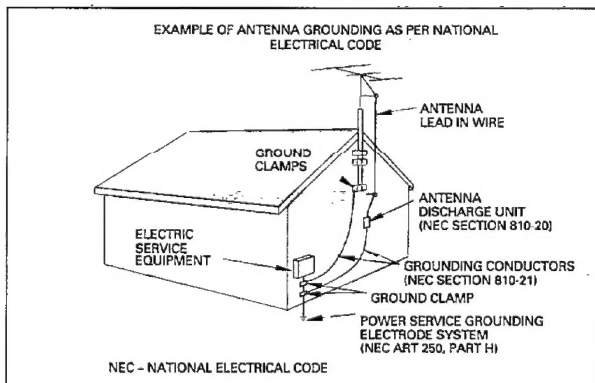 EXAMPLE OF ANTENNA GROUNDING AS PER NATIONAL
ELECTRICAL CODE
ANTENNA
LEAD IN WIRE
GROUND
CLAMPS
ANTENNA
DISCHARGE UNIT
(NEC SECTION 810-20)
ELECTRIC
SERVICE
EQUIPMENT
GROUNDING CONDUCTORS
(NEC SECTION 810-21)
GROUND CLAMP
POWER SERVICE GROUNDING
ELECTRODE SYSTEM
(NEC ART 250, PART H)
NEC – NATIONAL ELECTRICAL CODE